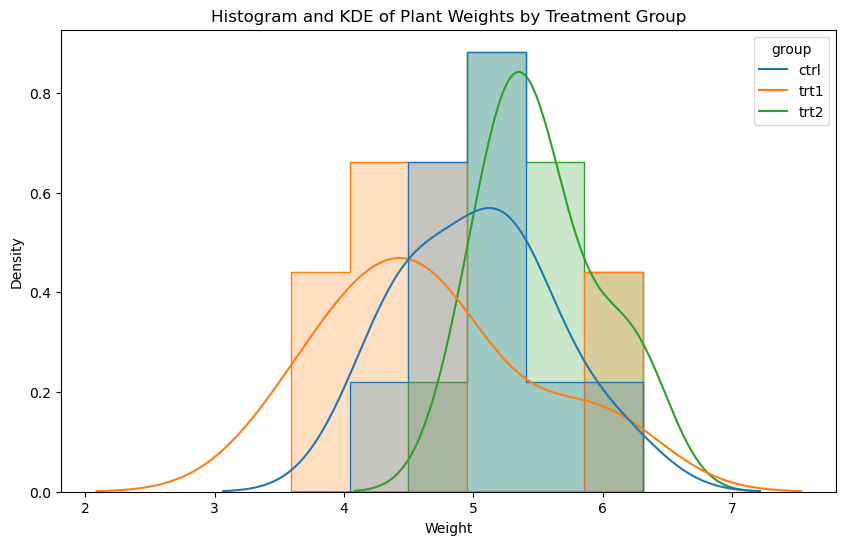 Histogram and KDE of Plant Weights by Treatment Group
group
ctrl
trt1
trt2
Density
0.8
0.6
0.4
0.2
0.0
2 3 4 5 6 7
Weight